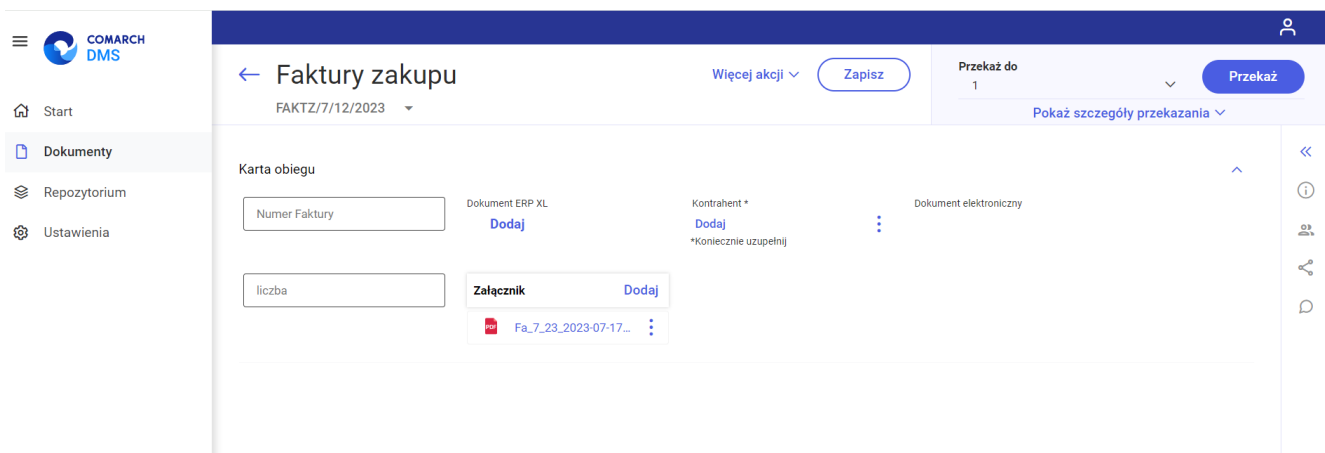 COMARCH
DMS
Start
Dokumenty
Repozytorium
Ustawienia
Faktury zakupu
FAKTZ/7/12/2023
Więcej akcji
Zapisz
Przekaż do
1
Przekaż
Pokaż szczegóły przekazania
Karta obiegu
Numer Faktury
Dokument ERP XL
Dodaj
Kontrahent *
Dodaj
*Koniecznie uzupełnij
Dokument elektroniczny
liczba
Załącznik Dodaj
PDF Fa_7_23_2023-07-17...